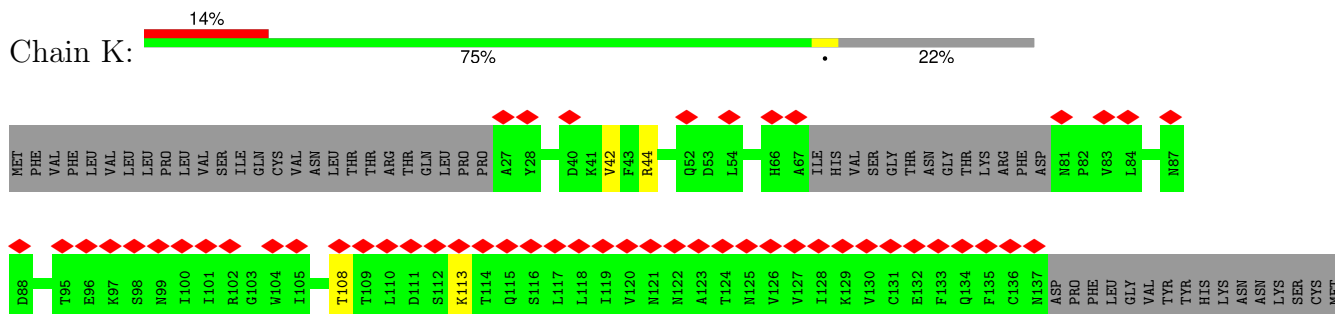 14%
Chain K:
75% • 22%
MET PHE VAL PHE LEU VAL LEU LEU PRO LEU VAL SER ILE GLN CYS VAL ASN LEU THR THR ARG THR GLN LEU PRO PRO A27 Y28 D40 K41 V42 F43 R44 Q52 D53 L54 H66 A67 ILE HIS VAL SER GLY THR ASN GLY THR LYS ARG PHE ASP N81 P82 V83 L84 N87
D88 T95 E96 K97 S98 N99 I100 I101 R102 G103 W104 I105 T108 T109 L110 D111 S112 K113 T114 Q115 S116 L117 L118 I119 V120 N121 N122 A123 T124 N125 V126 V127 I128 K129 V130 C131 E132 F133 Q134 F135 C136 N137 ASP PRO PHE LEU GLY VAL TYR TYR HIS LYS ASN ASN LYS SER CYS MET